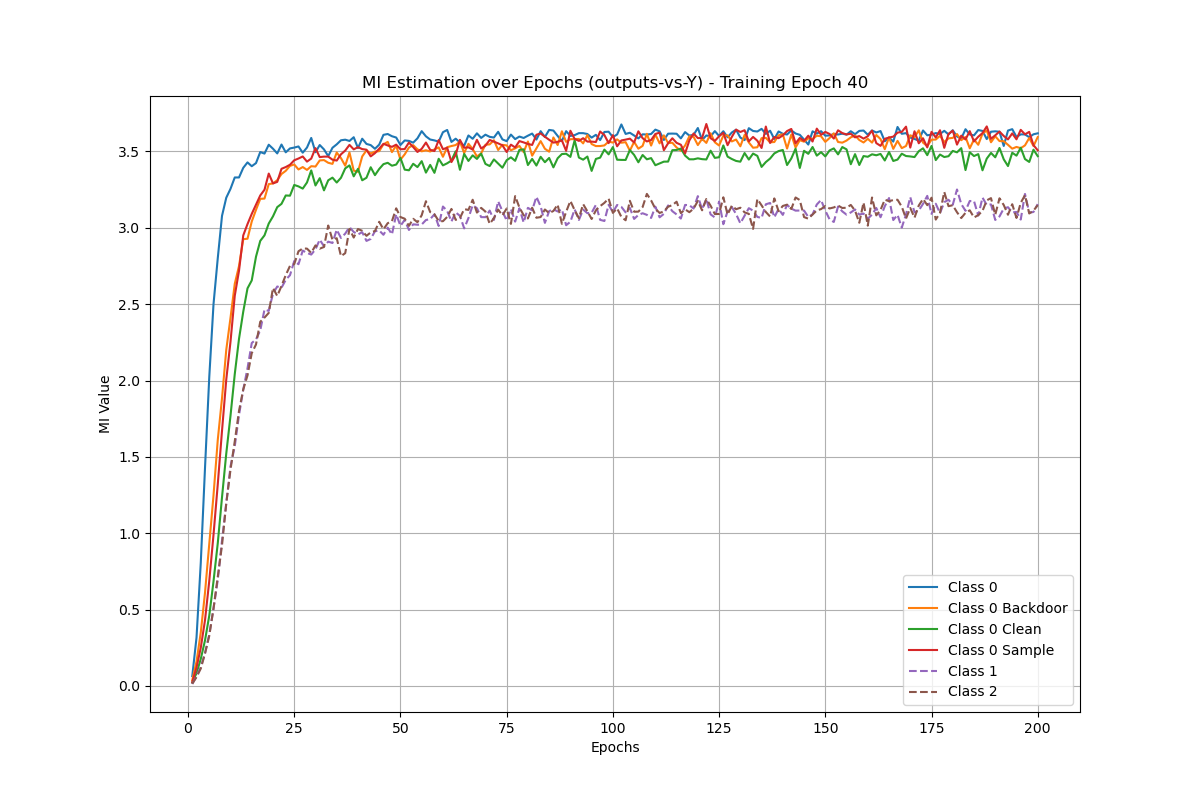 MI Estimation over Epochs (outputs-vs-Y) - Training Epoch 40
MI Value
3.5
3.0
2.5
2.0
1.5
1.0
0.5
0.0
0 25 50 75 100 125 150 175 200
Epochs
Class 0
Class 0 Backdoor
Class 0 Clean
Class 0 Sample
Class 1
Class 2